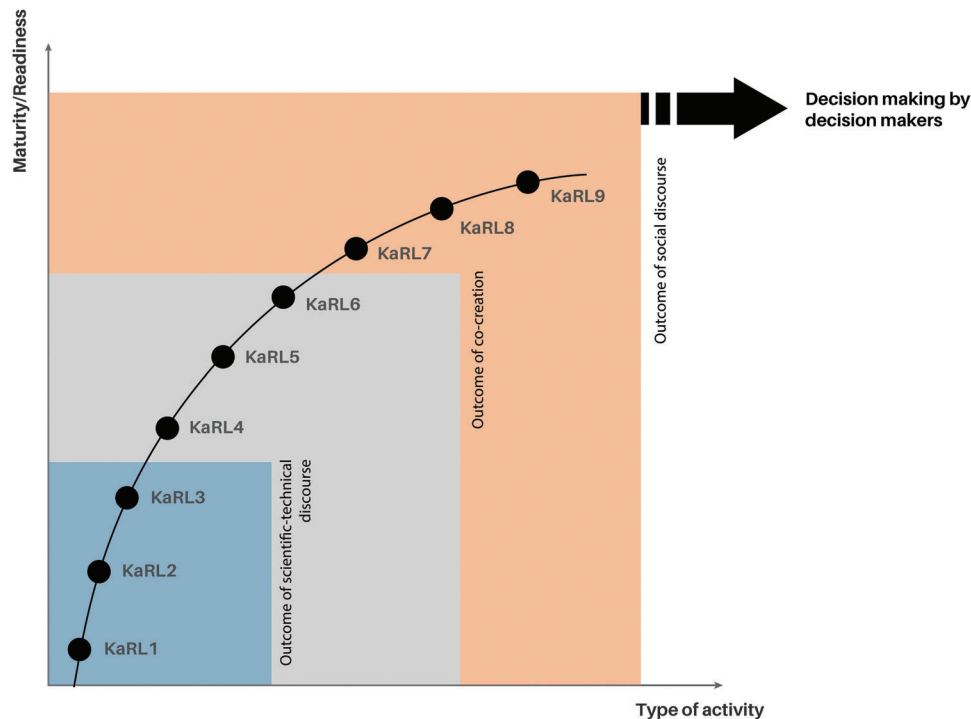 Maturity/Readiness
Decision making by
decision makers
KaRL9
KaRL8
KaRL7
KaRL6
KaRL5
KaRL4
KaRL3
KaRL2
KaRL1
Outcome of scientific-technical
discourse
Outcome of co-creation
Outcome of social discourse
Type of activity